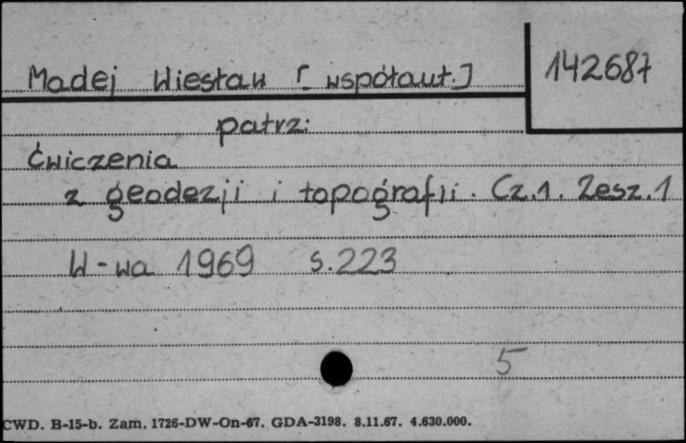 Madej Wiesław [współaut.] 142687
patrz:
Ćwiczenia
z geodezji i topografii. Cz.1. Zesz.1
W-wa 1969 s.223
5
CWD. B-15-b. Zam. 1726-DW-On-67. GDA-3198. 8.11.67. 4.630.000.